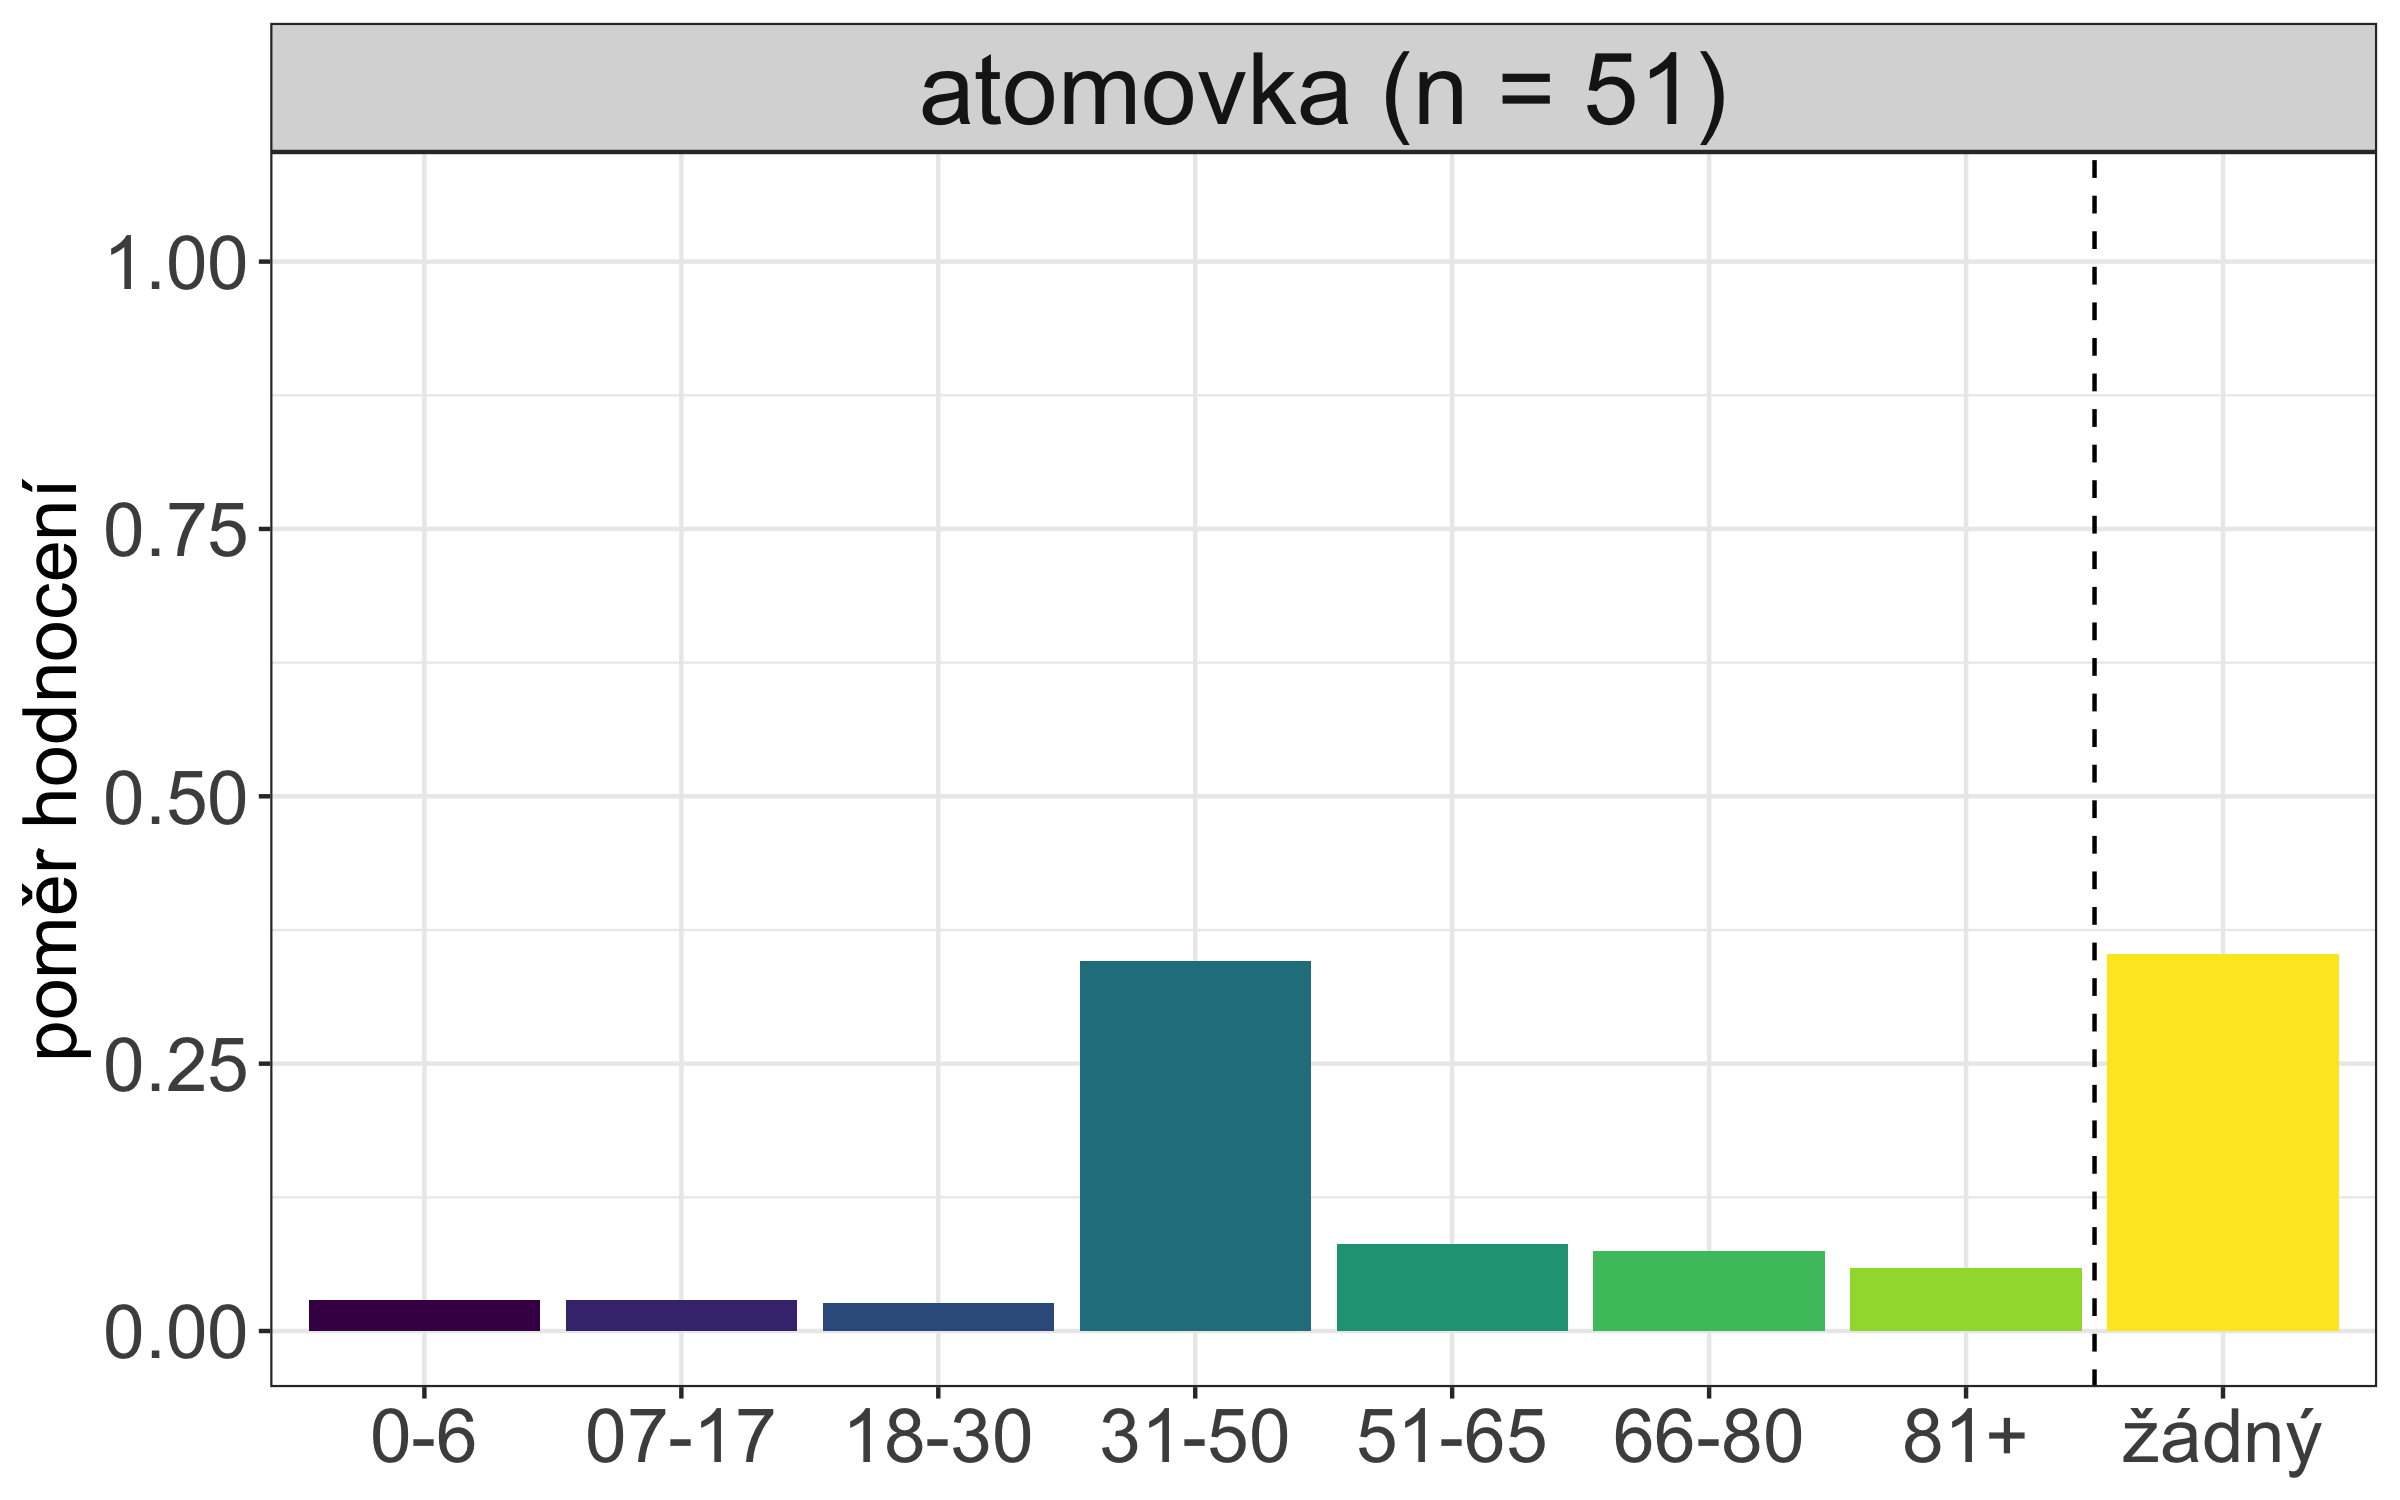 atomovka (n = 51)
poměr hodnocení
1.00
0.75
0.50
0.25
0.00
0-6 07-17 18-30 31-50 51-65 66-80 81+ žádný